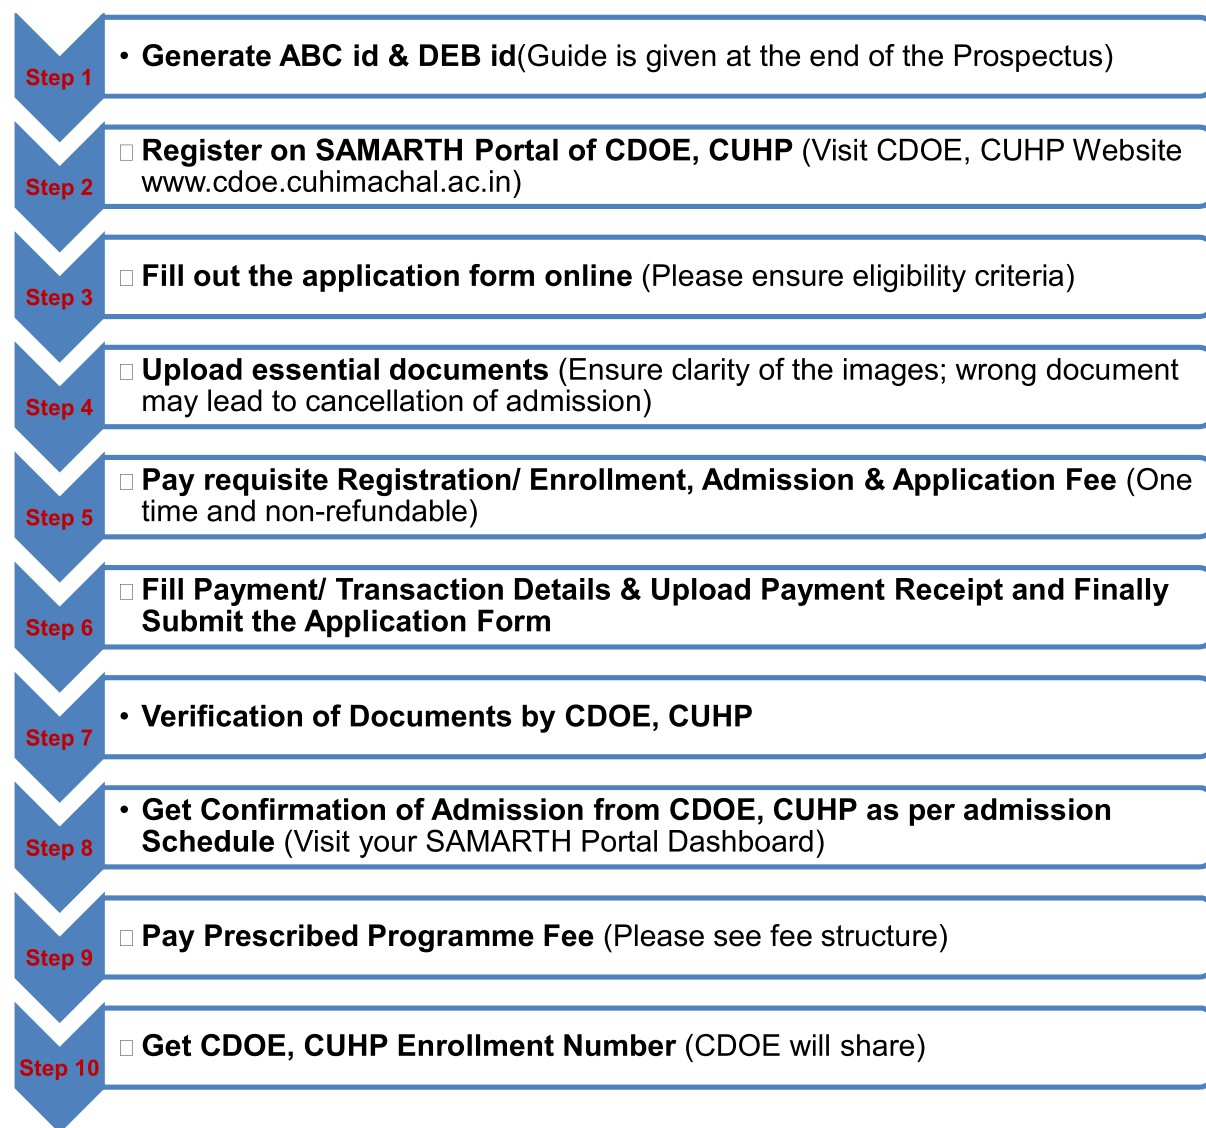 Step 1
• Generate ABC id & DEB id(Guide is given at the end of the Prospectus)
Step 2
Register on SAMARTH Portal of CDOE, CUHP (Visit CDOE, CUHP Website
www.cdoe.cuhimachal.ac.in)
Step 3
Fill out the application form online (Please ensure eligibility criteria)
Step 4
Upload essential documents (Ensure clarity of the images; wrong document
may lead to cancellation of admission)
Step 5
Pay requisite Registration/ Enrollment, Admission & Application Fee (One
time and non-refundable)
Step 6
Fill Payment/ Transaction Details & Upload Payment Receipt and Finally
Submit the Application Form
Step 7
• Verification of Documents by CDOE, CUHP
Step 8
• Get Confirmation of Admission from CDOE, CUHP as per admission
Schedule (Visit your SAMARTH Portal Dashboard)
Step 9
Pay Prescribed Programme Fee (Please see fee structure)
Step 10
Get CDOE, CUHP Enrollment Number (CDOE will share)